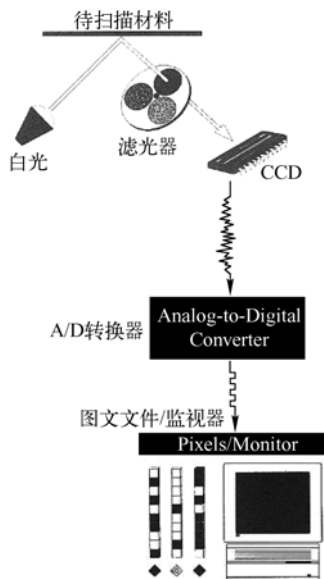 待扫描材料
白光
滤光器
CCD
A/D转换器
Analog-to-Digital
Converter
图文文件/监视器
Pixels/Monitor